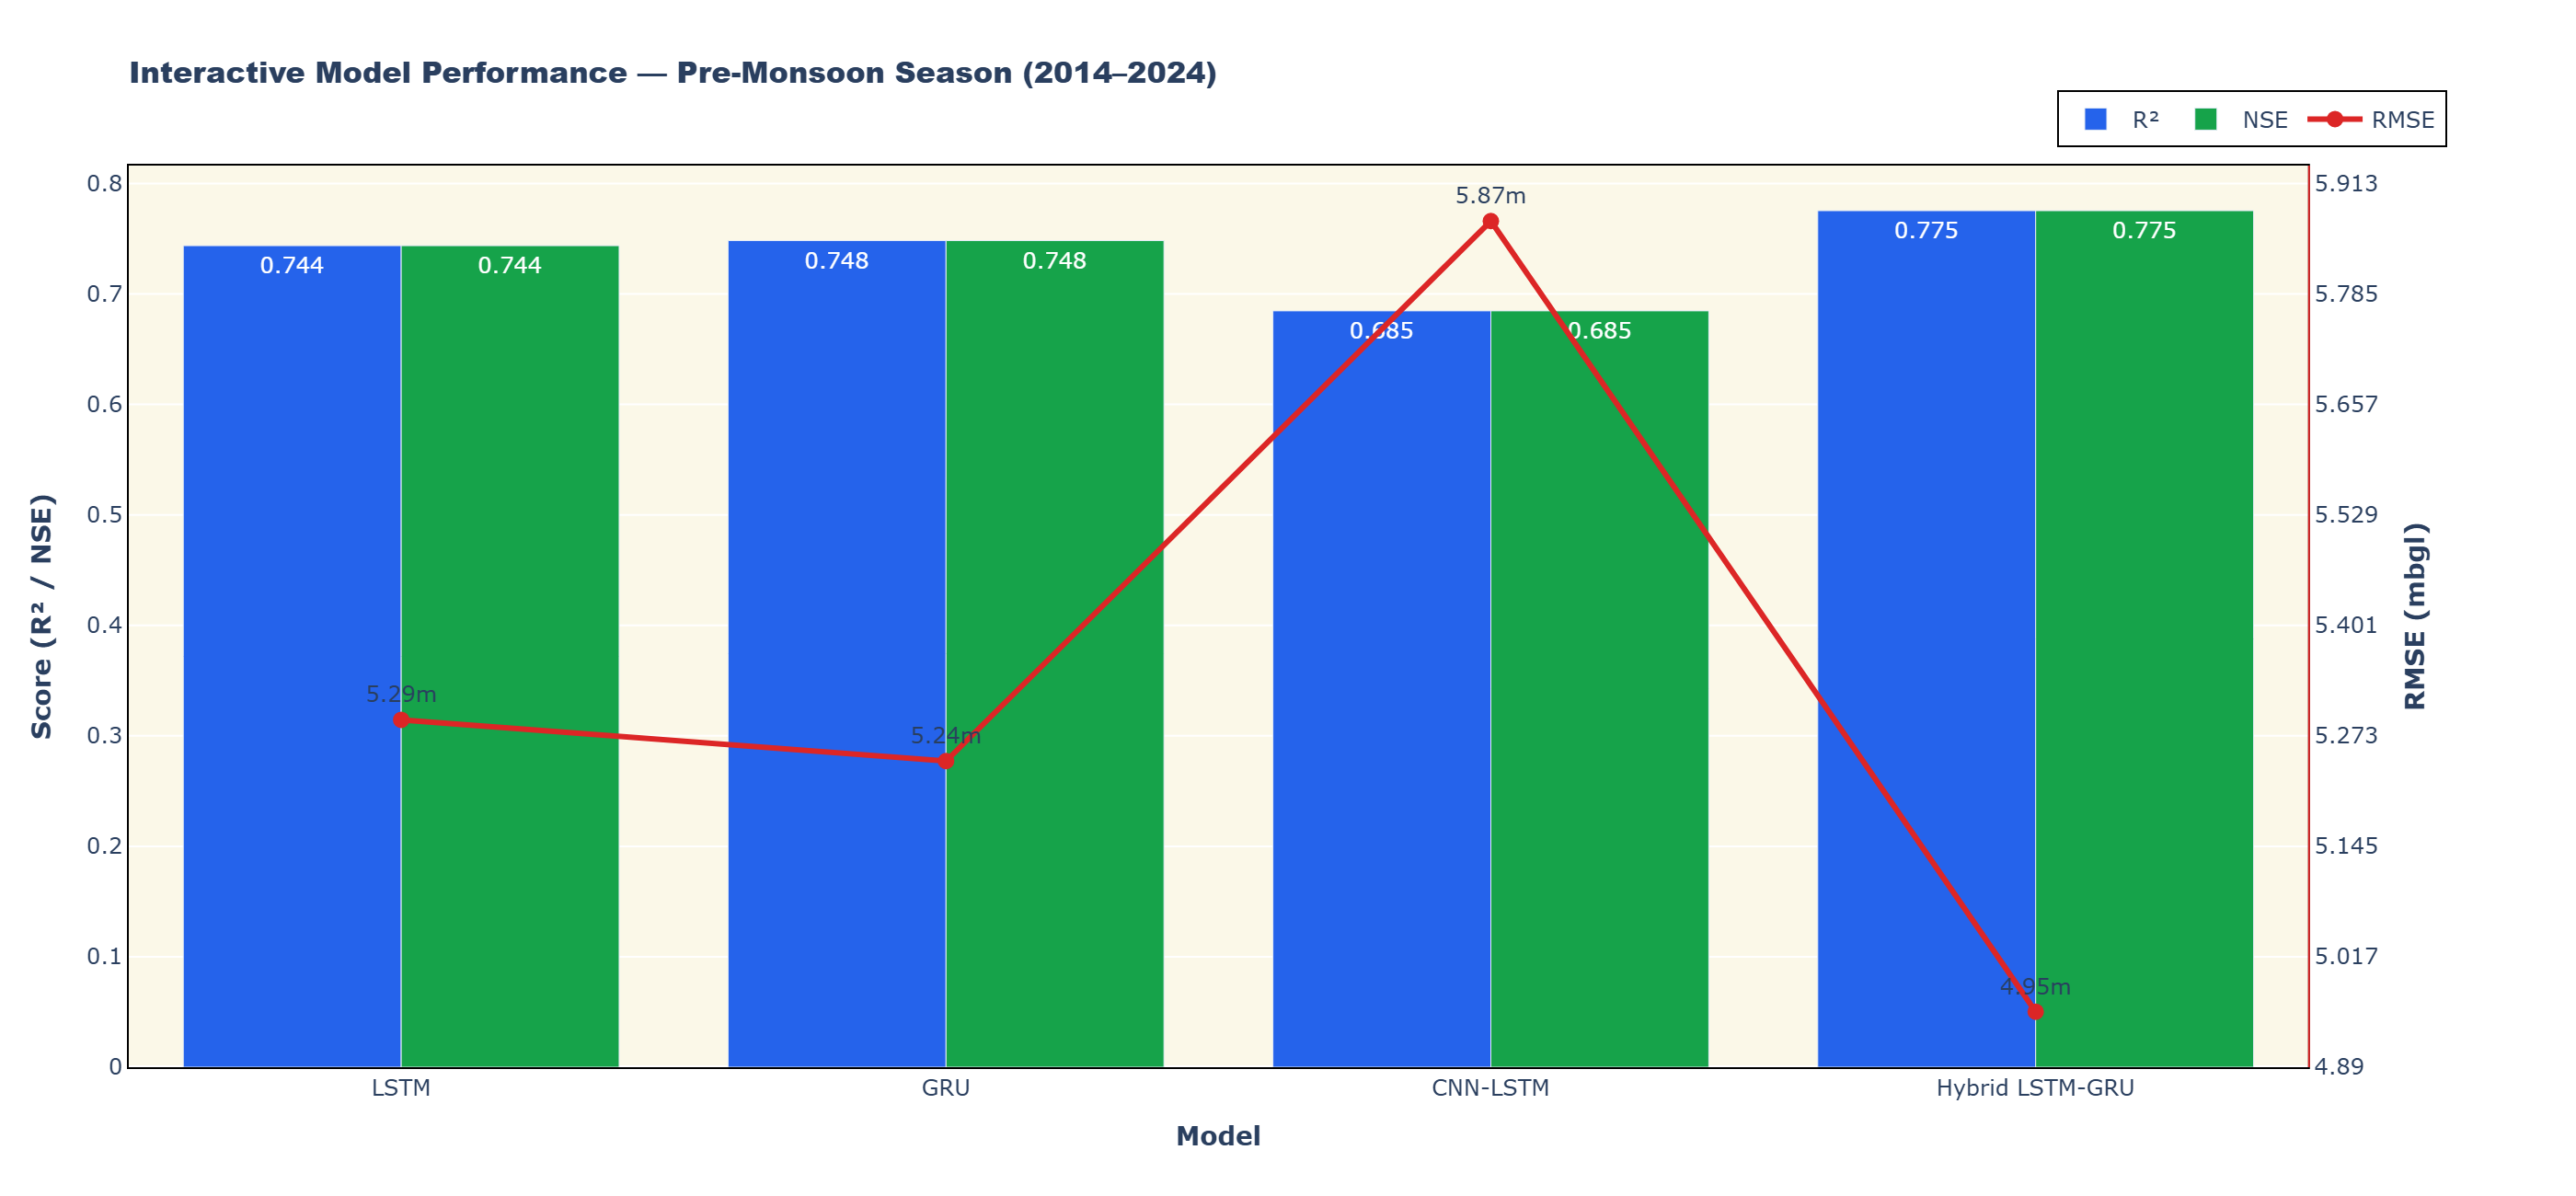 Interactive Model Performance — Pre-Monsoon Season (2014–2024)
R² NSE RMSE
Score (R² / NSE)
0.8
0.7
0.6
0.5
0.4
0.3
0.2
0.1
0
0.744 0.744
0.748 0.748
0.685 0.685
0.775 0.775
5.29m
5.24m
5.87m
4.95m
5.913
5.785
5.657
5.529
5.401
5.273
5.145
5.017
4.89
RMSE (mbgl)
LSTM GRU CNN-LSTM Hybrid LSTM-GRU
Model